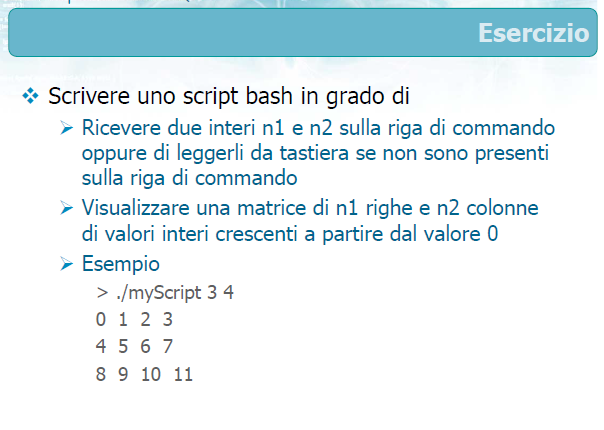 Esercizio
Scrivere uno script bash in grado di
Ricevere due interi n1 e n2 sulla riga di commando
oppure di leggerli da tastiera se non sono presenti
sulla riga di commando
Visualizzare una matrice di n1 righe e n2 colonne
di valori interi crescenti a partire dal valore 0
Esempio
> ./myScript 3 4
0 1 2 3
4 5 6 7
8 9 10 11